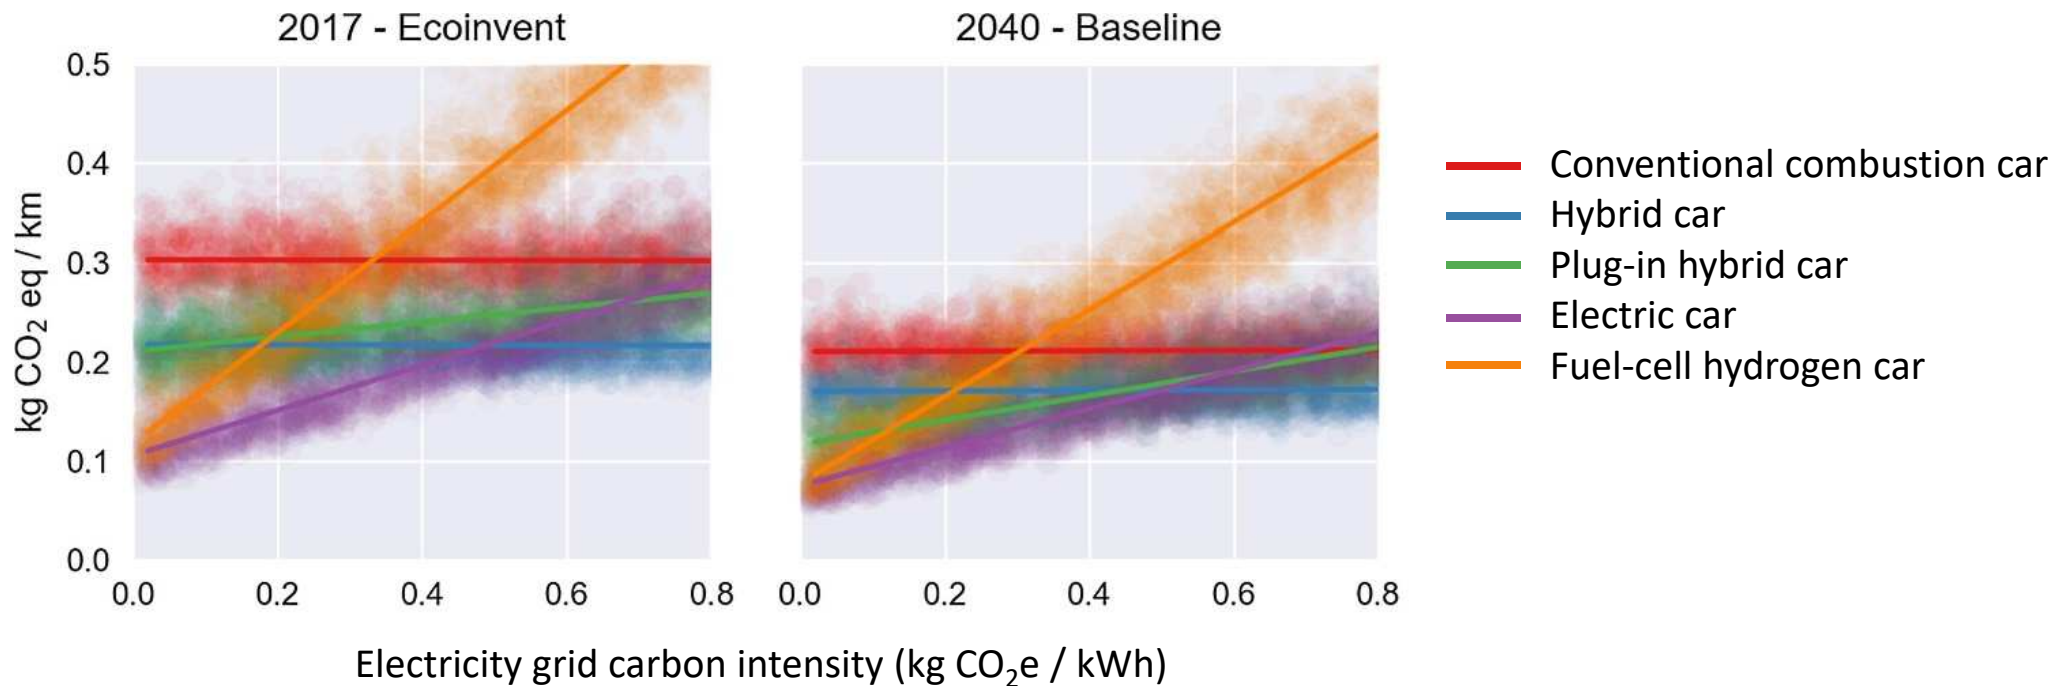 2017 - Ecoinvent
2040 - Baseline
kg CO₂ eq / km
0.5
0.4
0.3
0.2
0.1
0.0
0.0 0.2 0.4 0.6 0.8
0.0 0.2 0.4 0.6 0.8
Electricity grid carbon intensity (kg CO₂e / kWh)
Conventional combustion car
Hybrid car
Plug-in hybrid car
Electric car
Fuel-cell hydrogen car